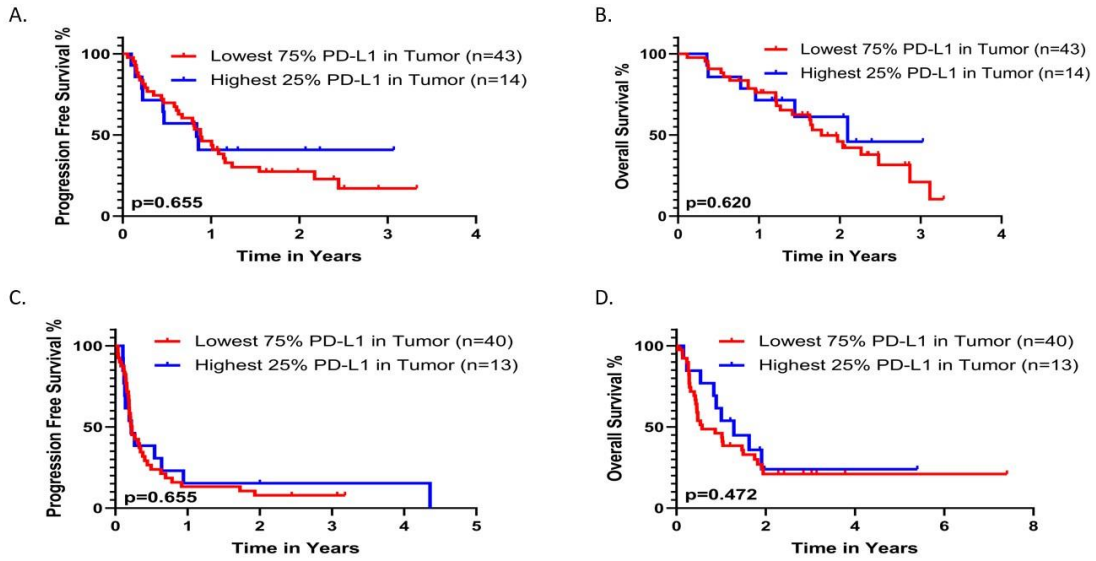 A.
Progression Free Survival %
100
50
0
Lowest 75% PD-L1 in Tumor (n=43)
Highest 25% PD-L1 in Tumor (n=14)
p=0.655
0 1 2 3 4
Time in Years
B.
Overall Survival %
100
50
0
Lowest 75% PD-L1 in Tumor (n=43)
Highest 25% PD-L1 in Tumor (n=14)
p=0.620
0 1 2 3 4
Time in Years
C.
Progression Free Survival %
100
50
0
Lowest 75% PD-L1 in Tumor (n=40)
Highest 25% PD-L1 in Tumor (n=13)
p=0.655
0 1 2 3 4 5
Time in Years
D.
Overall Survival %
100
50
0
Lowest 75% PD-L1 in Tumor (n=40)
Highest 25% PD-L1 in Tumor (n=13)
p=0.472
0 2 4 6 8
Time in Years